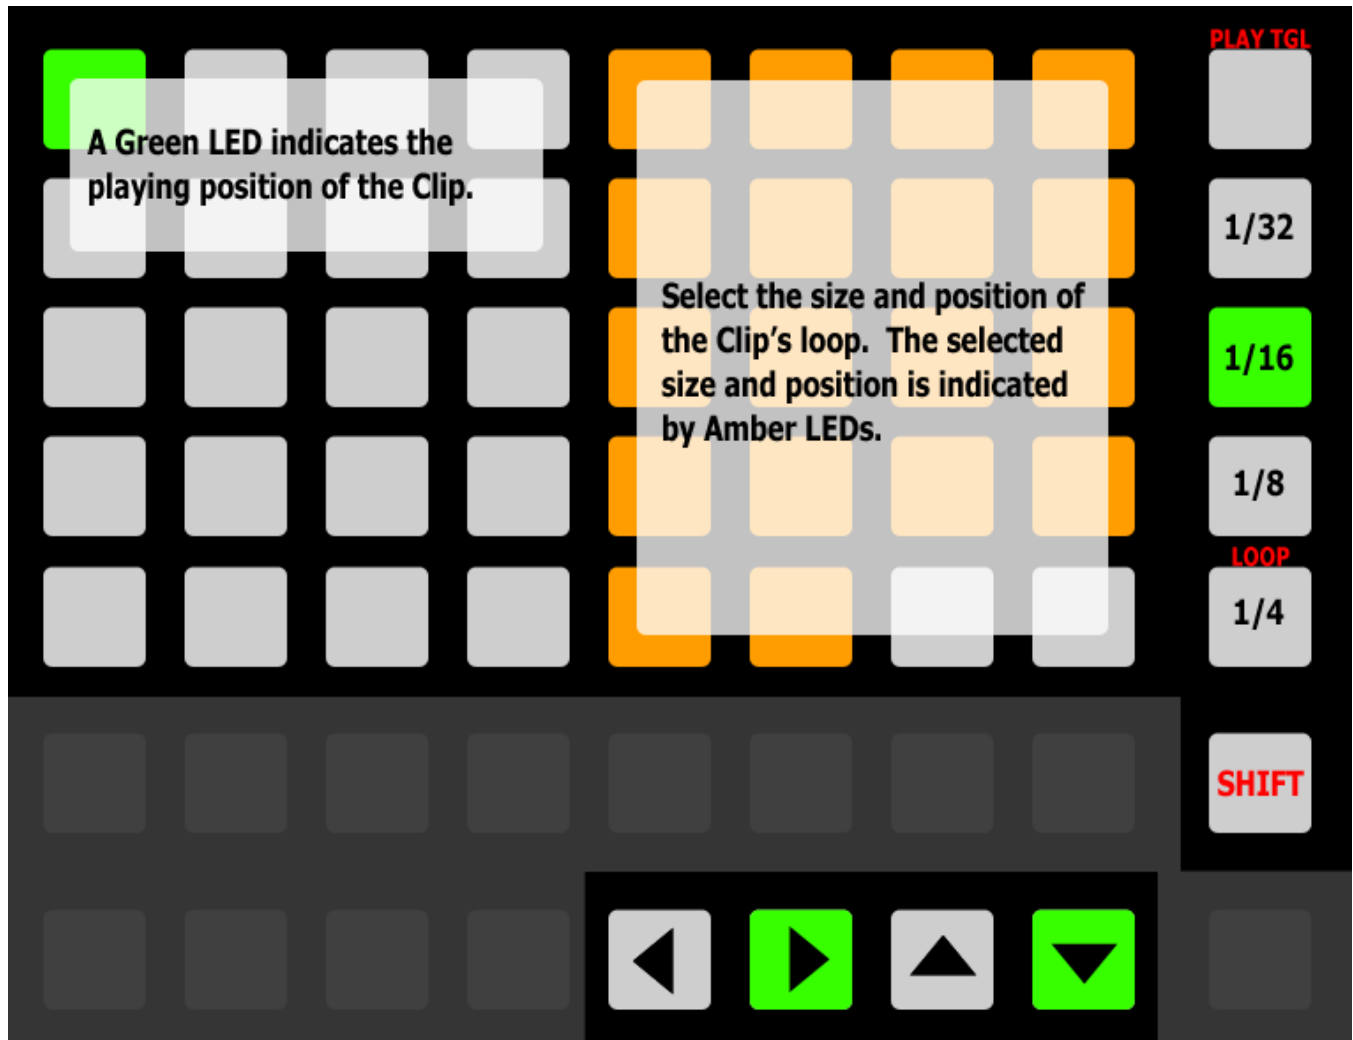 PLAY TGL
A Green LED indicates the
playing position of the Clip.
1/32
Select the size and position of
the Clip's loop.  The selected
size and position is indicated
by Amber LEDs.
1/16
1/8
LOOP
1/4
SHIFT